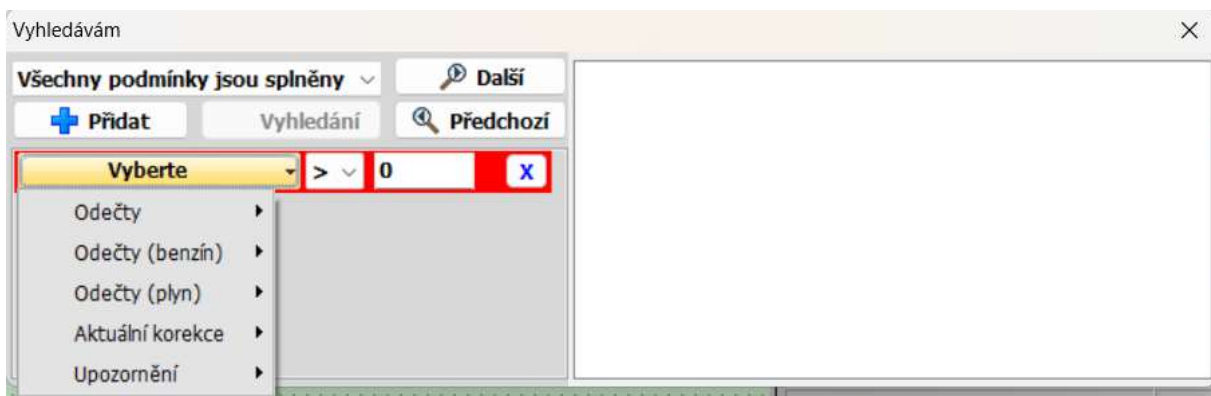 Vyhledávám
Všechny podmínky jsou splněny
Další
Přidat
Vyhledání
Předchozí
Vyberte
>
0
X
Odečty
Odečty (benzín)
Odečty (plyn)
Aktuální korekce
Upozornění